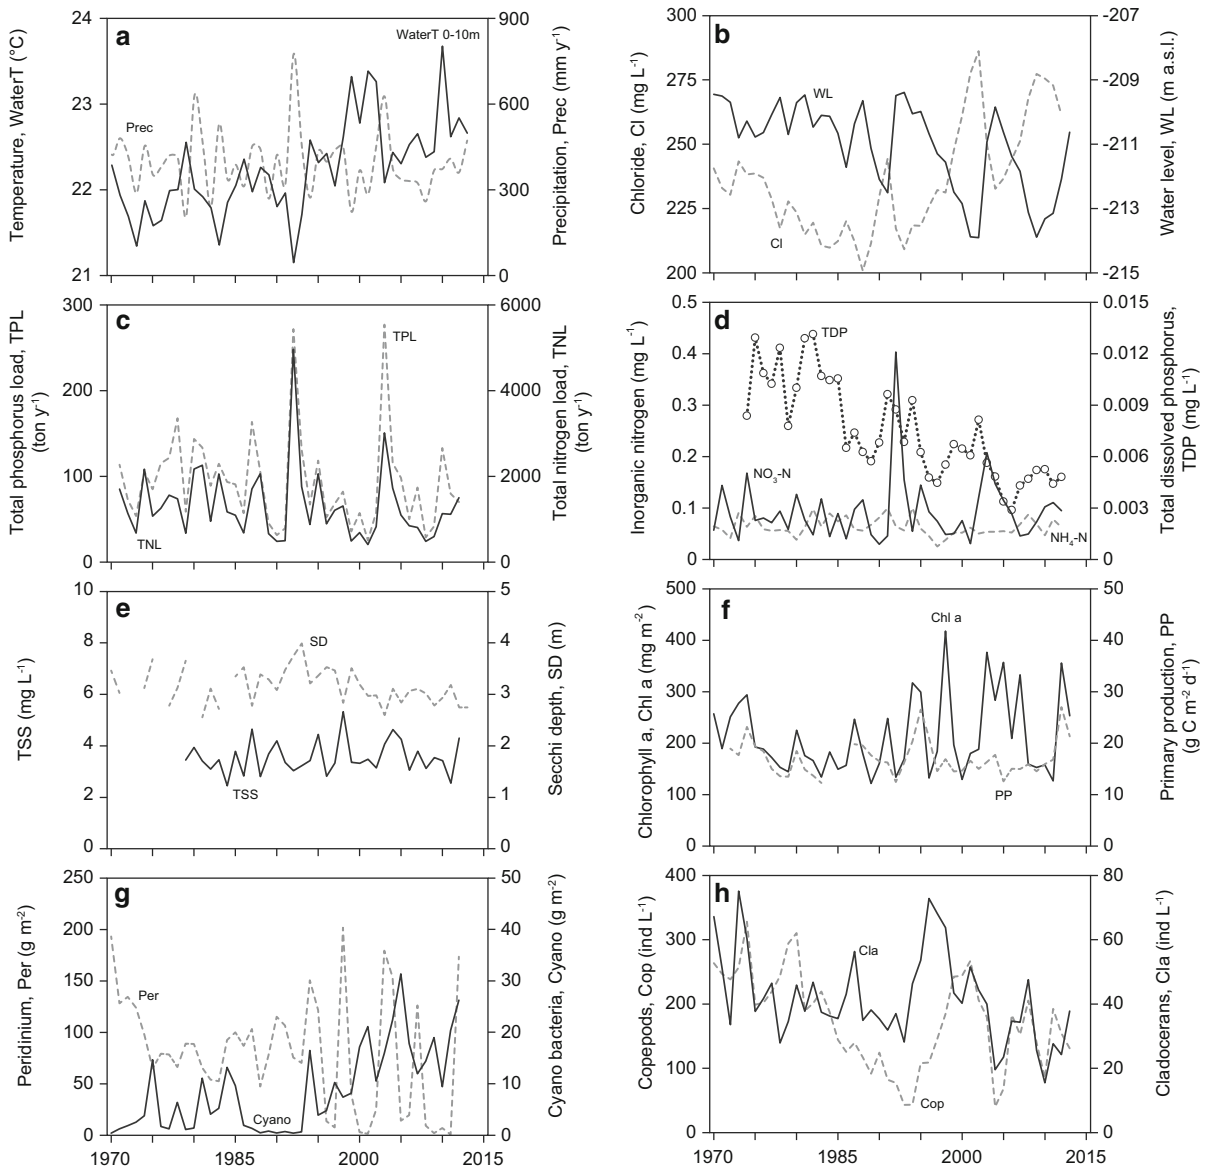 24
23
22
21
Temperature, WaterT (°C)
a
WaterT 0-10m
Prec
900
600
300
0
Precipitation, Prec (mm y-1)
300
275
250
225
200
Chloride, Cl (mg L-1)
b
WL
Cl
-207
-209
-211
-213
-215
Water level, WL (m a.s.l.)
300
200
100
0
Total phosphorus load, TPL
(ton y-1)
c
TPL
TNL
6000
4000
2000
0
Total nitrogen load, TNL
(ton y-1)
0.5
0.4
0.3
0.2
0.1
0
Inorganic nitrogen (mg L-1)
d
TDP
NO3-N
NH4-N
0.015
0.012
0.009
0.006
0.003
0
Total dissolved phosphorus,
TDP (mg L-1)
10
8
6
4
2
0
TSS (mg L-1)
e
SD
TSS
5
4
3
2
1
0
Secchi depth, SD (m)
500
400
300
200
100
0
Chlorophyll a, Chl a (mg m-2)
f
Chl a
PP
50
40
30
20
10
0
Primary production, PP
(g C m-2 d-1)
250
200
150
100
50
0
Peridinium, Per (g m-2)
g
Per
Cyano
50
40
30
20
10
0
Cyano bacteria, Cyano (g m-2)
1970
1985
2000
2015
400
300
200
100
0
Copepods, Cop (ind L-1)
h
Cla
Cop
80
60
40
20
0
Cladocerans, Cla (ind L-1)
1970
1985
2000
2015